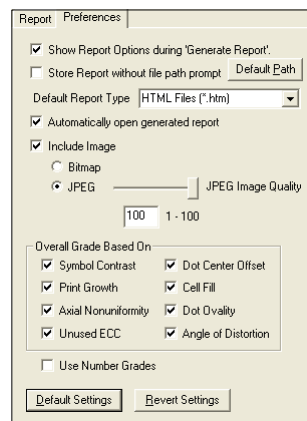 Report Preferences
Show Report Options during 'Generate Report'.
Store Report without file path prompt Default Path
Default Report Type HTML Files (*.htm)
Automatically open generated report
Include Image
Bitmap
JPEG JPEG Image Quality
100 1 - 100
Overall Grade Based On
Symbol Contrast Dot Center Offset
Print Growth Cell Fill
Axial Nonuniformity Dot Ovality
Unused ECC Angle of Distortion
Use Number Grades
Default Settings Revert Settings